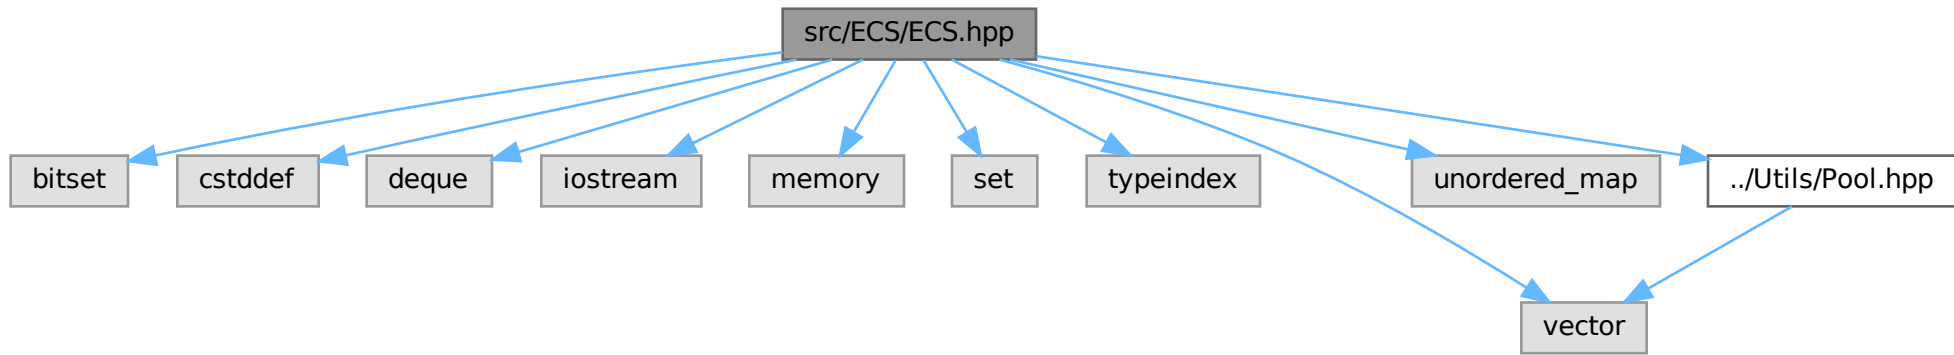 src/ECS/ECS.hpp
bitset
cstddef
deque
iostream
memory
set
typeindex
unordered_map
../Utils/Pool.hpp
vector